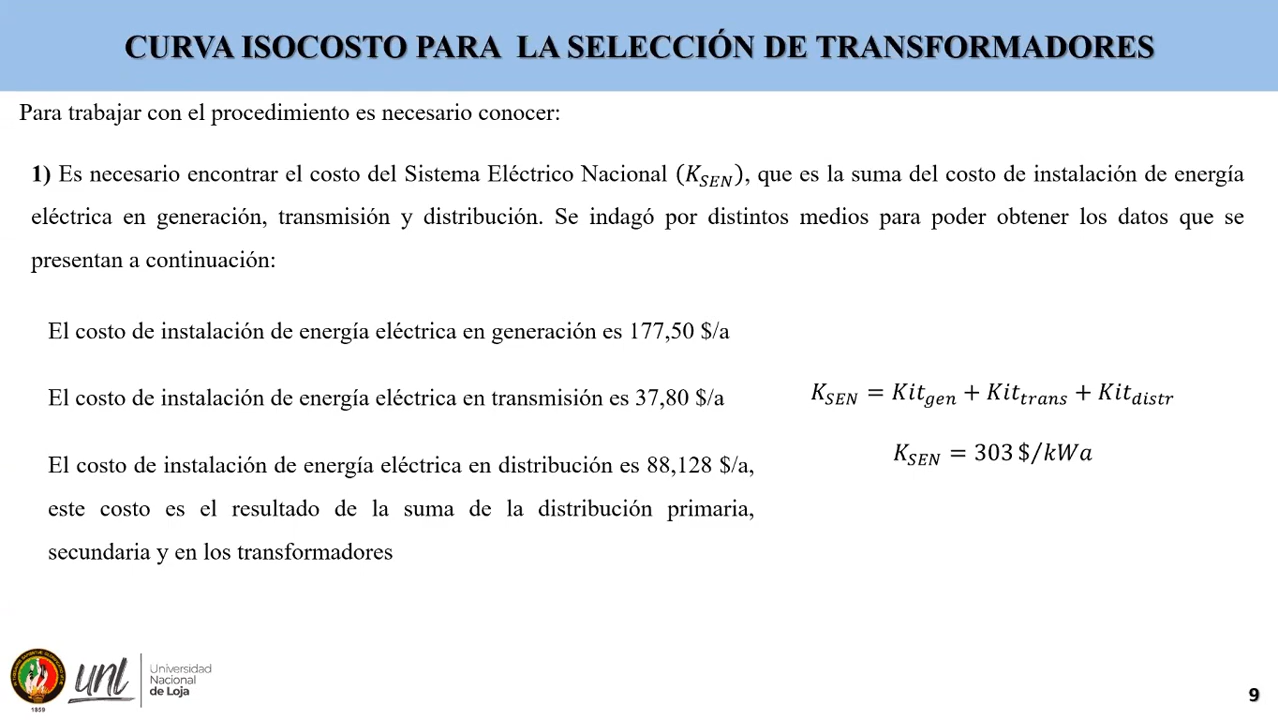 CURVA ISOCOSTO PARA LA SELECCIÓN DE TRANSFORMADORES
Para trabajar con el procedimiento es necesario conocer:
1) Es necesario encontrar el costo del Sistema Eléctrico Nacional (K_SEN), que es la suma del costo de instalación de energía
eléctrica en generación, transmisión y distribución. Se indagó por distintos medios para poder obtener los datos que se
presentan a continuación:
El costo de instalación de energía eléctrica en generación es 177,50 $/a
El costo de instalación de energía eléctrica en transmisión es 37,80 $/a
El costo de instalación de energía eléctrica en distribución es 88,128 $/a,
este costo es el resultado de la suma de la distribución primaria,
secundaria y en los transformadores
K_SEN = Kit_gen + Kit_trans + Kit_distr
K_SEN = 303 $/kWa
unl
Universidad
Nacional
de Loja
1859
9